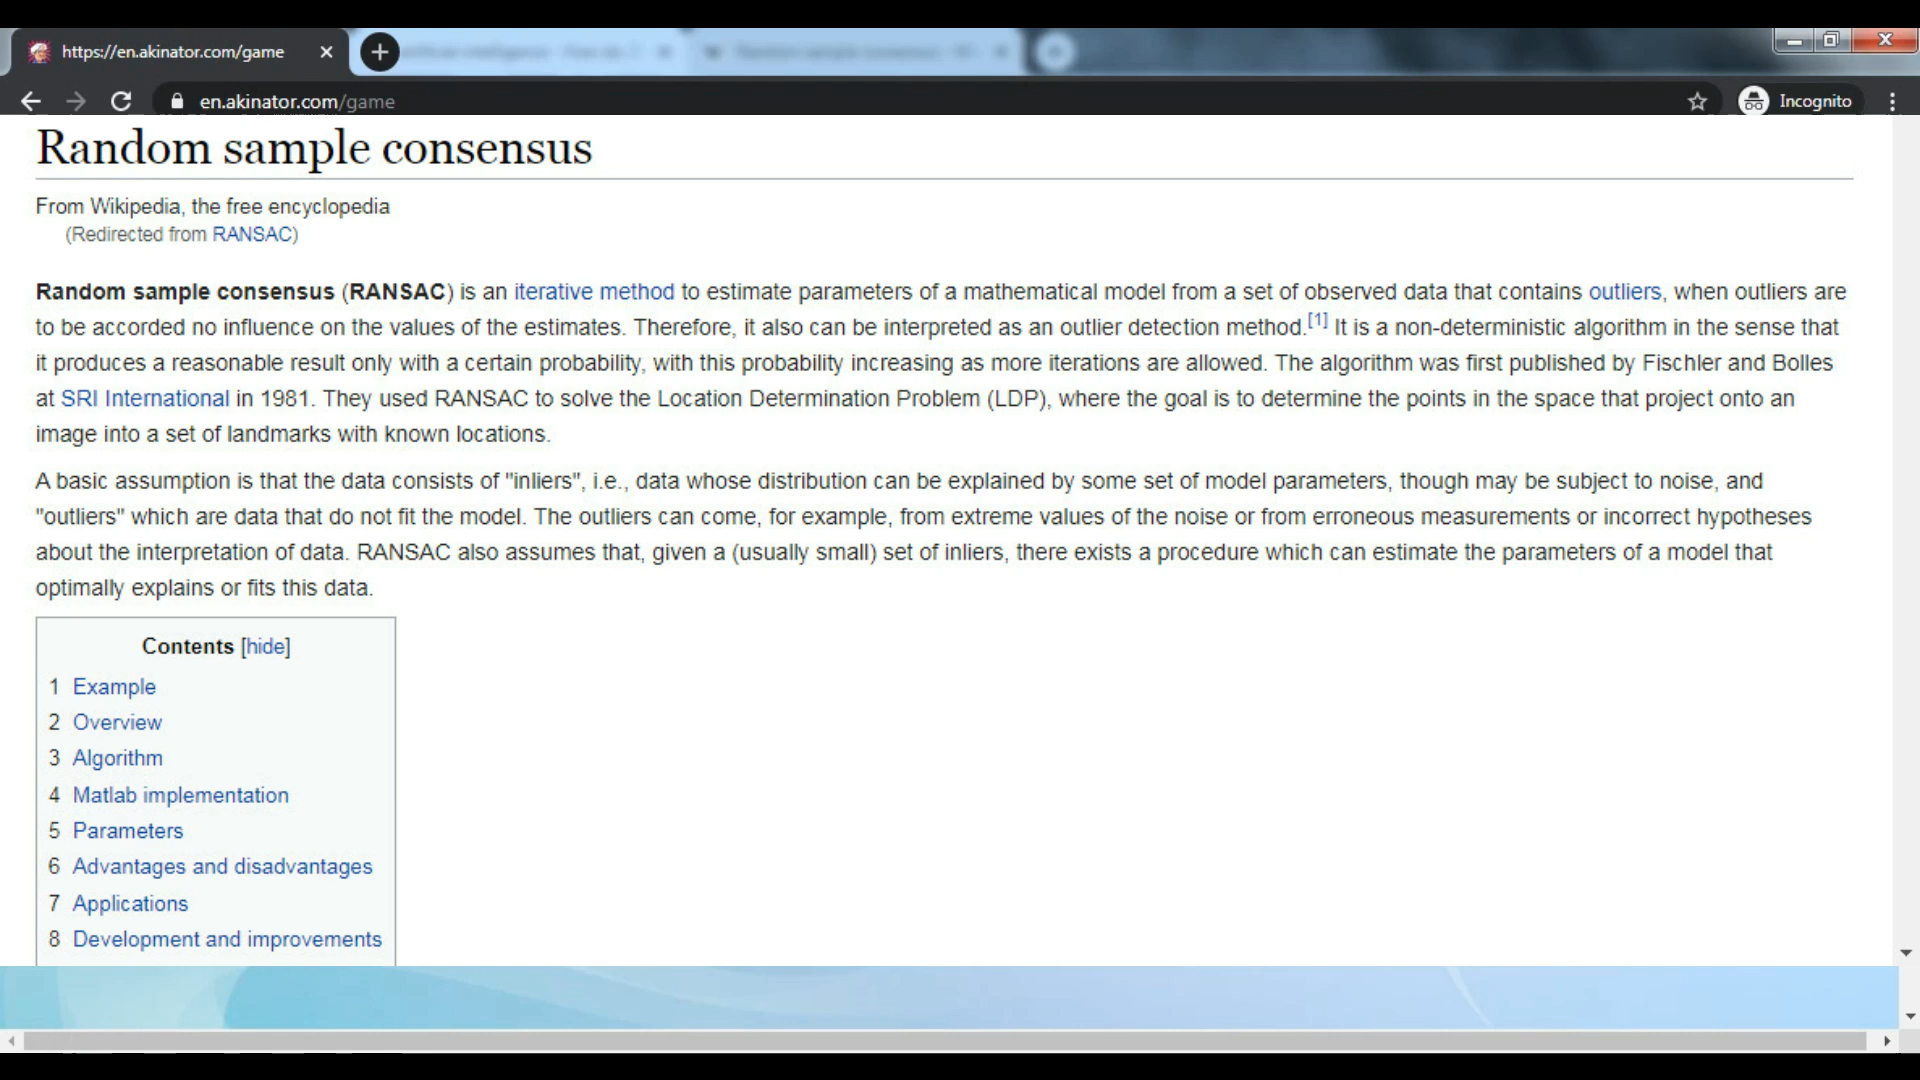 https://en.akinator.com/game
en.akinator.com/game
Incognito
Random sample consensus
From Wikipedia, the free encyclopedia
(Redirected from RANSAC)
Random sample consensus (RANSAC) is an iterative method to estimate parameters of a mathematical model from a set of observed data that contains outliers, when outliers are
to be accorded no influence on the values of the estimates. Therefore, it also can be interpreted as an outlier detection method.[1] It is a non-deterministic algorithm in the sense that
it produces a reasonable result only with a certain probability, with this probability increasing as more iterations are allowed. The algorithm was first published by Fischler and Bolles
at SRI International in 1981. They used RANSAC to solve the Location Determination Problem (LDP), where the goal is to determine the points in the space that project onto an
image into a set of landmarks with known locations.
A basic assumption is that the data consists of "inliers", i.e., data whose distribution can be explained by some set of model parameters, though may be subject to noise, and
"outliers" which are data that do not fit the model. The outliers can come, for example, from extreme values of the noise or from erroneous measurements or incorrect hypotheses
about the interpretation of data. RANSAC also assumes that, given a (usually small) set of inliers, there exists a procedure which can estimate the parameters of a model that
optimally explains or fits this data.
Contents [hide]
1 Example
2 Overview
3 Algorithm
4 Matlab implementation
5 Parameters
6 Advantages and disadvantages
7 Applications
8 Development and improvements